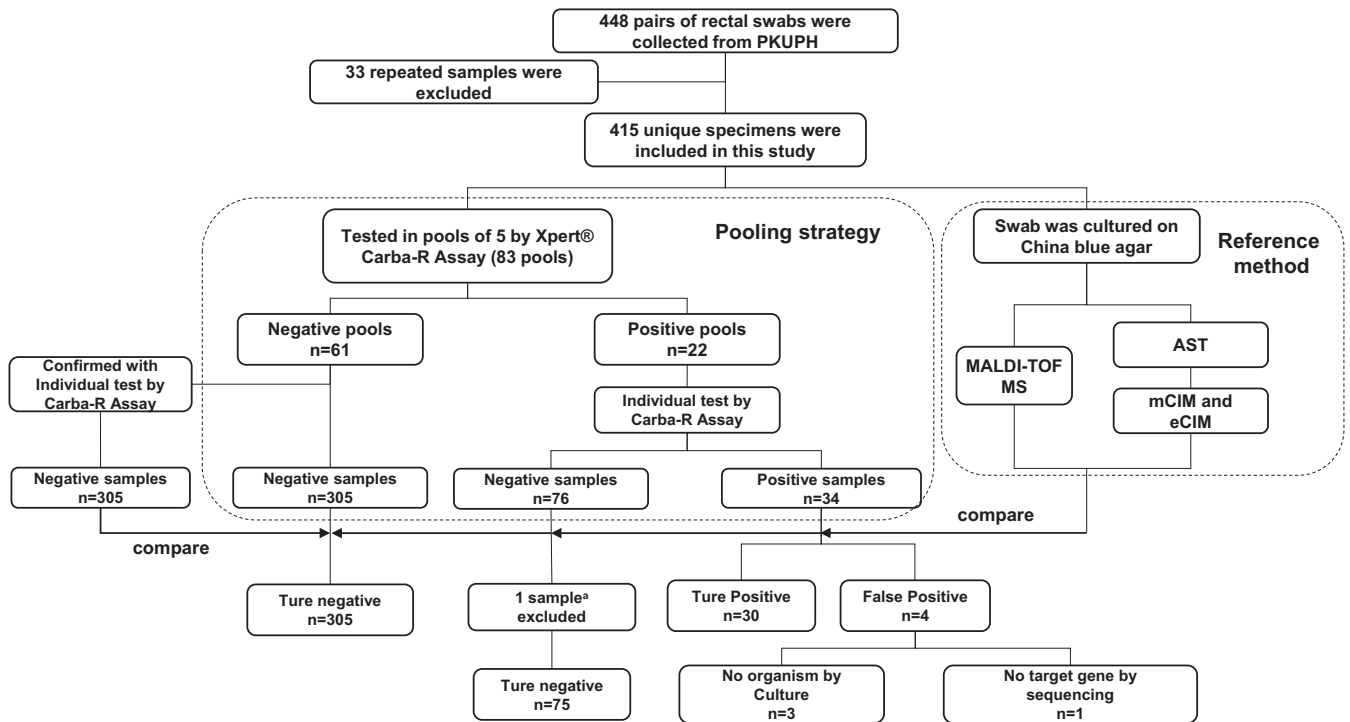 448 pairs of rectal swabs were
collected from PKUPH
33 repeated samples were
excluded
415 unique specimens were
included in this study
Pooling strategy
Tested in pools of 5 by Xpert®
Carba-R Assay (83 pools)
Swab was cultured on
China blue agar
Reference
method
Negative pools
n=61
Positive pools
n=22
MALDI-TOF
MS
AST
Confirmed with
Individual test by
Carba-R Assay
Individual test by
Carba-R Assay
mCIM and
eCIM
Negative samples
n=305
Negative samples
n=305
Negative samples
n=76
Positive samples
n=34
compare
compare
Ture negative
n=305
1 sampleᵃ
excluded
Ture Positive
n=30
False Positive
n=4
Ture negative
n=75
No organism by
Culture
n=3
No target gene by
sequencing
n=1